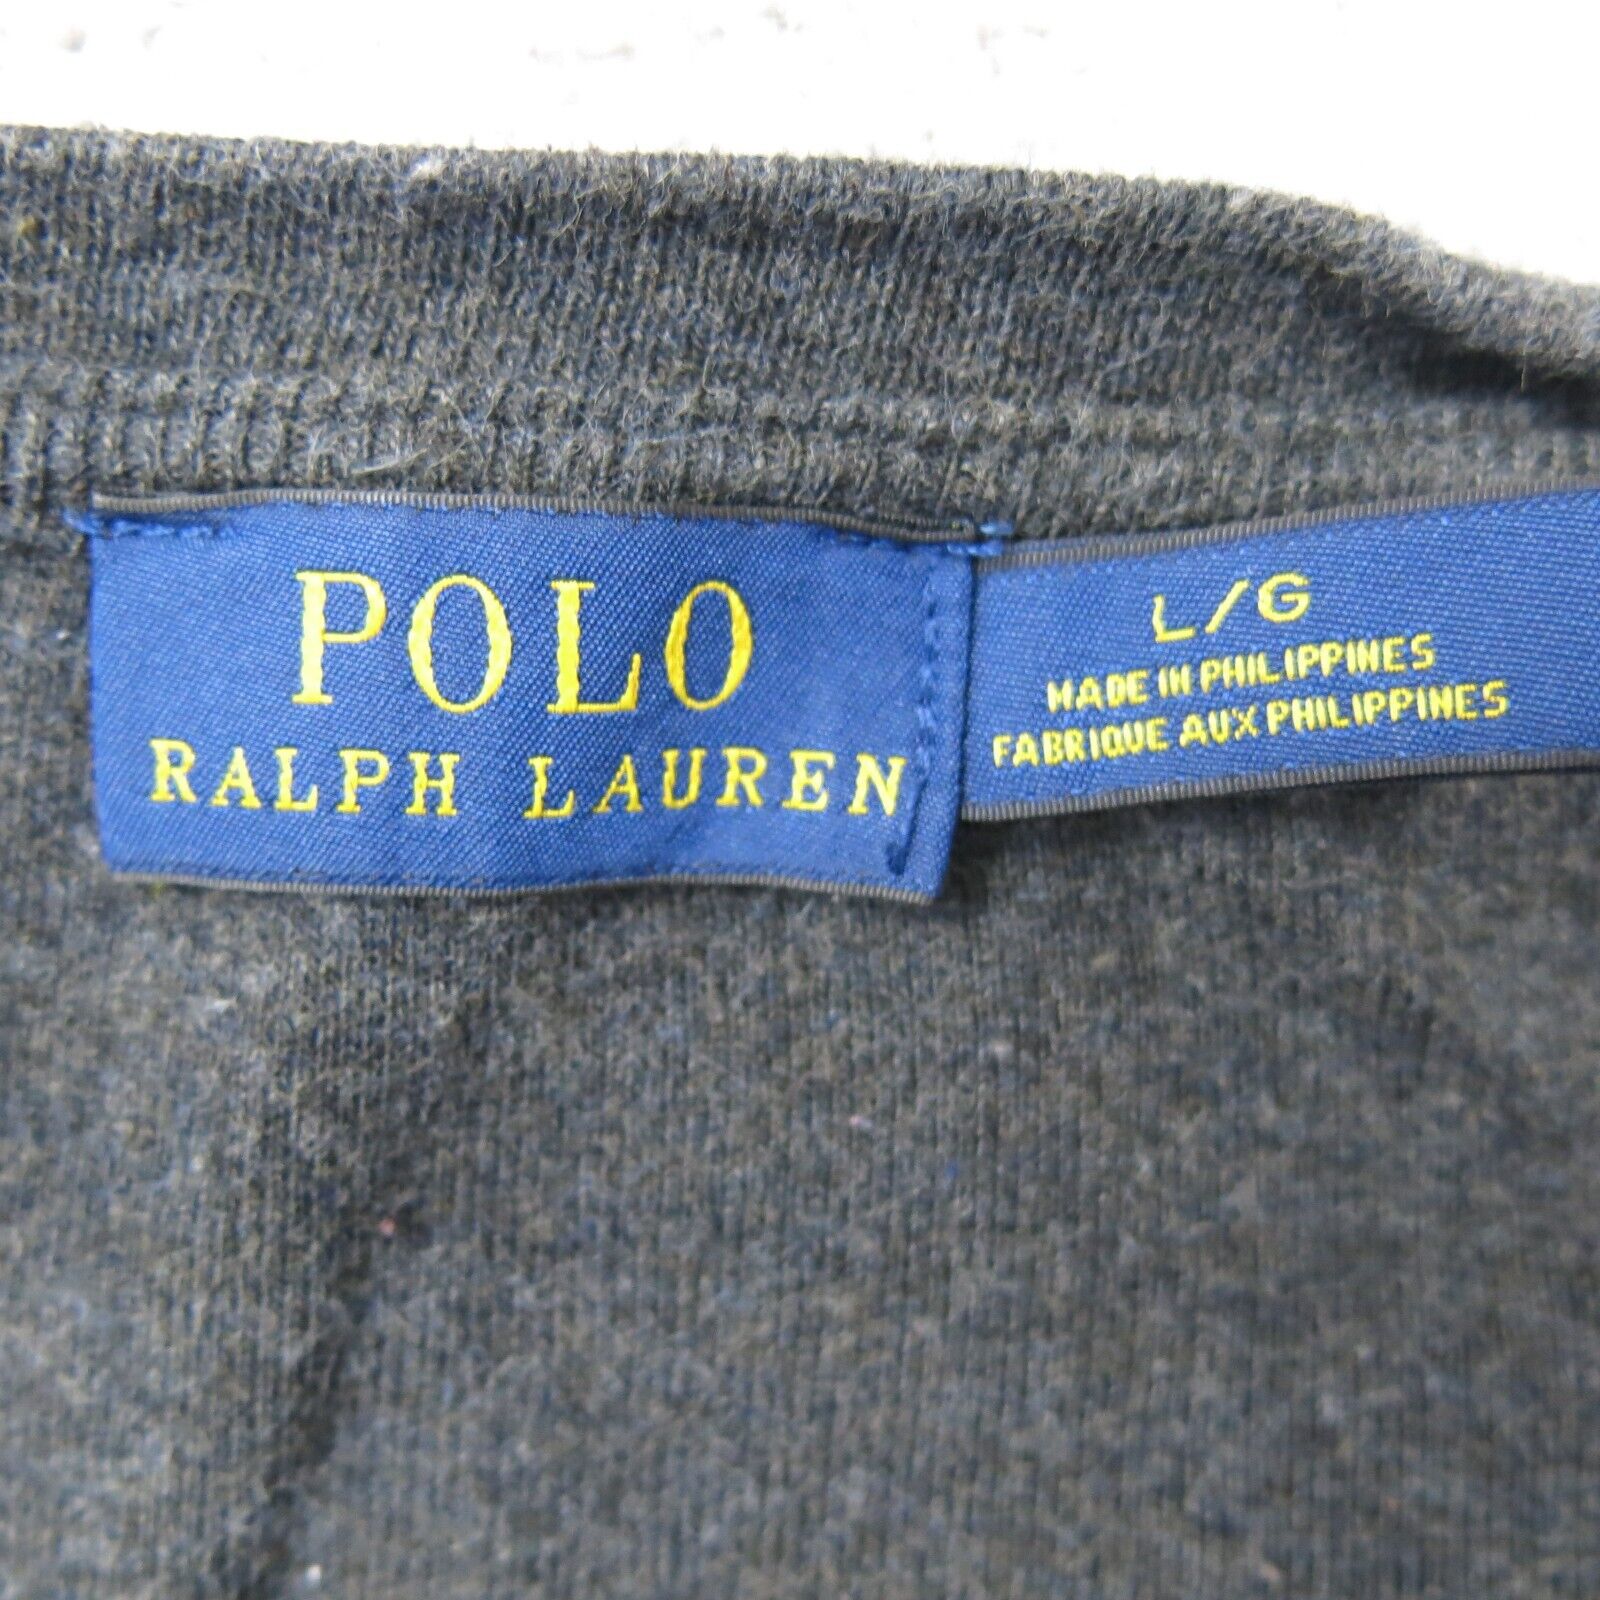 POLO
RALPH LAUREN
L/G
MADE IN PHILIPPINES
FABRIQUE AUX PHILIPPINES